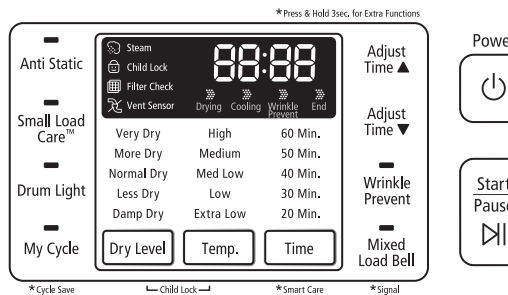 *Press & Hold 3sec. for Extra Functions
Anti Static
Small Load
Care™
Drum Light
My Cycle
Steam
Child Lock
Filter Check
Vent Sensor
88:88
Drying Cooling Wrinkle Prevent End
Very Dry High 60 Min.
More Dry Medium 50 Min.
Normal Dry Med Low 40 Min.
Less Dry Low 30 Min.
Damp Dry Extra Low 20 Min.
Dry Level Temp. Time
Adjust
Time ▲
Adjust
Time ▼
Wrinkle
Prevent
Mixed
Load Bell
*Cycle Save Child Lock *Smart Care *Signal
Powe
Start
Pause